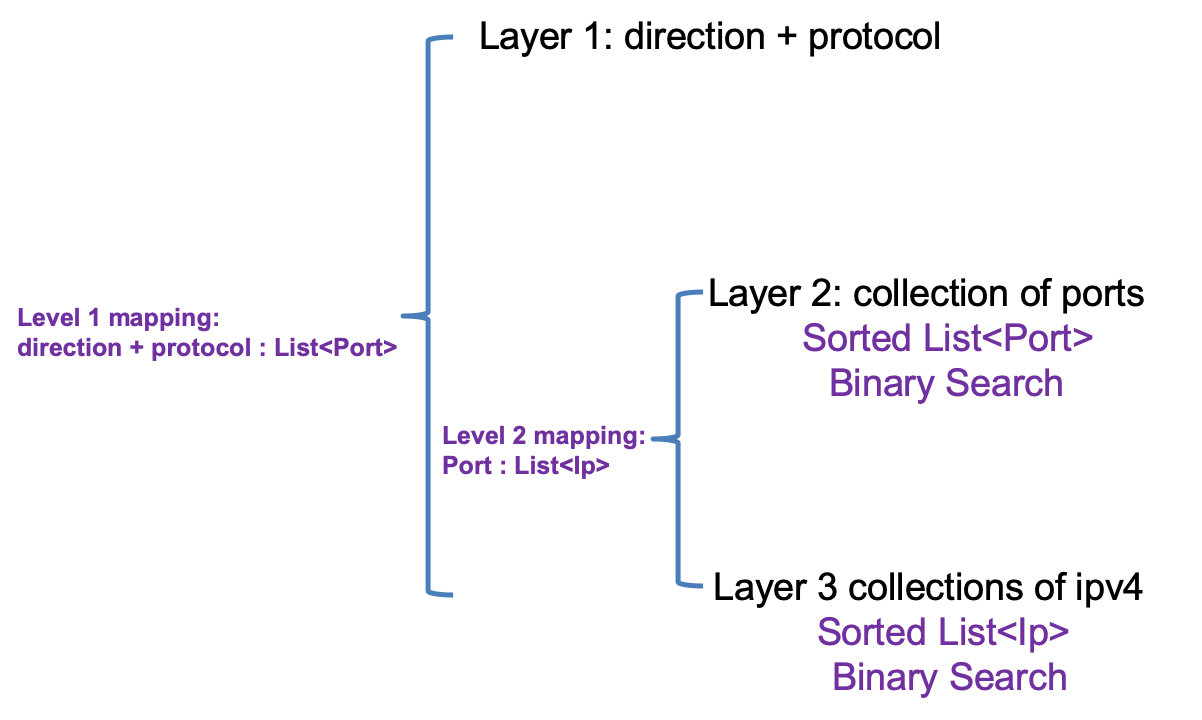 Layer 1: direction + protocol
Level 1 mapping:
direction + protocol : List<Port>
Layer 2: collection of ports
Sorted List<Port>
Binary Search
Level 2 mapping:
Port : List<Ip>
Layer 3 collections of ipv4
Sorted List<Ip>
Binary Search